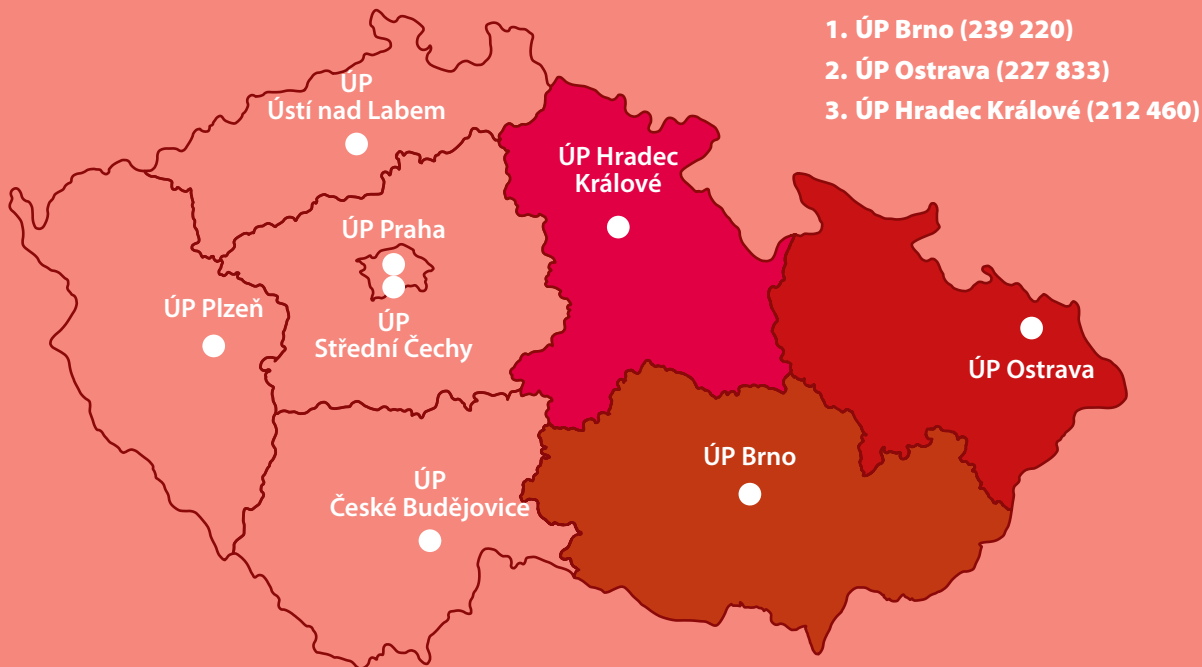 1. ÚP Brno (239 220)
2. ÚP Ostrava (227 833)
3. ÚP Hradec Králové (212 460)
ÚP
Ústí nad Labem
ÚP Hradec
Králové
ÚP Praha
ÚP Plzeň
ÚP
Střední Čechy
ÚP Ostrava
ÚP Brno
ÚP
České Budějovice